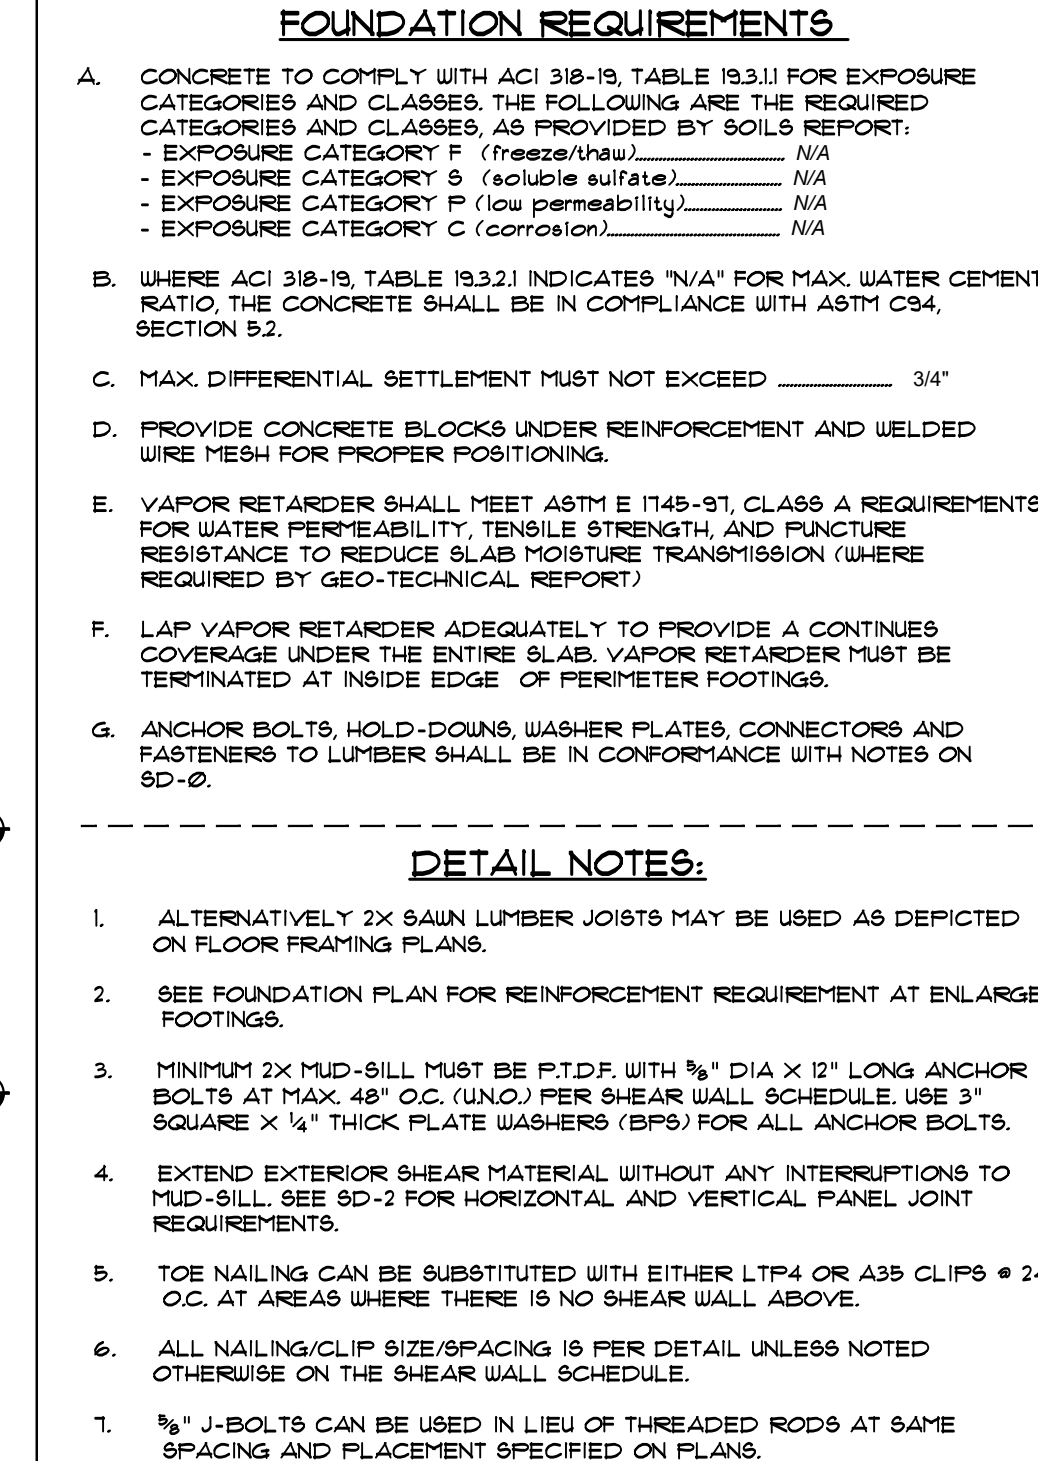 FOUNDATION REQUIREMENTS
A. CONCRETE TO COMPLY WITH ACI 318-19, TABLE 19.3.1.1 FOR EXPOSURE
CATEGORIES AND CLASSES. THE FOLLOWING ARE THE REQUIRED
CATEGORIES AND CLASSES, AS PROVIDED BY SOILS REPORT:
- EXPOSURE CATEGORY F (freeze/thaw)........................ N/A
- EXPOSURE CATEGORY S (soluble sulfate)................. N/A
- EXPOSURE CATEGORY P (low permeability)................ N/A
- EXPOSURE CATEGORY C (corrosion)............................ N/A
B. WHERE ACI 318-19, TABLE 19.3.2.1 INDICATES "N/A" FOR MAX. WATER CEMENT
RATIO, THE CONCRETE SHALL BE IN COMPLIANCE WITH ASTM C94,
SECTION 5.2.
C. MAX. DIFFERENTIAL SETTLEMENT MUST NOT EXCEED .................. 3/4"
D. PROVIDE CONCRETE BLOCKS UNDER REINFORCEMENT AND WELDED
WIRE MESH FOR PROPER POSITIONING.
E. VAPOR RETARDER SHALL MEET ASTM E 1745-97, CLASS A REQUIREMENTS
FOR WATER PERMEABILITY, TENSILE STRENGTH, AND PUNCTURE
RESISTANCE TO REDUCE SLAB MOISTURE TRANSMISSION (WHERE
REQUIRED BY GEO-TECHNICAL REPORT)
F. LAP VAPOR RETARDER ADEQUATELY TO PROVIDE A CONTINUES
COVERAGE UNDER THE ENTIRE SLAB. VAPOR RETARDER MUST BE
TERMINATED AT INSIDE EDGE OF PERIMETER FOOTINGS.
G. ANCHOR BOLTS, HOLD-DOWNS, WASHER PLATES, CONNECTORS AND
FASTENERS TO LUMBER SHALL BE IN CONFORMANCE WITH NOTES ON
SD-0.
DETAIL NOTES:
1. ALTERNATIVELY 2X SAWN LUMBER JOISTS MAY BE USED AS DEPICTED
ON FLOOR FRAMING PLANS.
2. SEE FOUNDATION PLAN FOR REINFORCEMENT REQUIREMENT AT ENLARGE
FOOTINGS.
3. MINIMUM 2X MUD-SILL MUST BE P.T.D.F. WITH 5/8" DIA X 12" LONG ANCHOR
BOLTS AT MAX. 48" O.C. (U.N.O.) PER SHEAR WALL SCHEDULE. USE 3"
SQUARE X 1/4" THICK PLATE WASHERS (BPS) FOR ALL ANCHOR BOLTS.
4. EXTEND EXTERIOR SHEAR MATERIAL WITHOUT ANY INTERRUPTIONS TO
MUD-SILL. SEE SD-2 FOR HORIZONTAL AND VERTICAL PANEL JOINT
REQUIREMENTS.
5. TOE NAILING CAN BE SUBSTITUTED WITH EITHER LTP4 OR A35 CLIPS @ 24
O.C. AT AREAS WHERE THERE IS NO SHEAR WALL ABOVE.
6. ALL NAILING/CLIP SIZE/SPACING IS PER DETAIL UNLESS NOTED
OTHERWISE ON THE SHEAR WALL SCHEDULE.
7. 5/8" J-BOLTS CAN BE USED IN LIEU OF THREADED RODS AT SAME
SPACING AND PLACEMENT SPECIFIED ON PLANS.